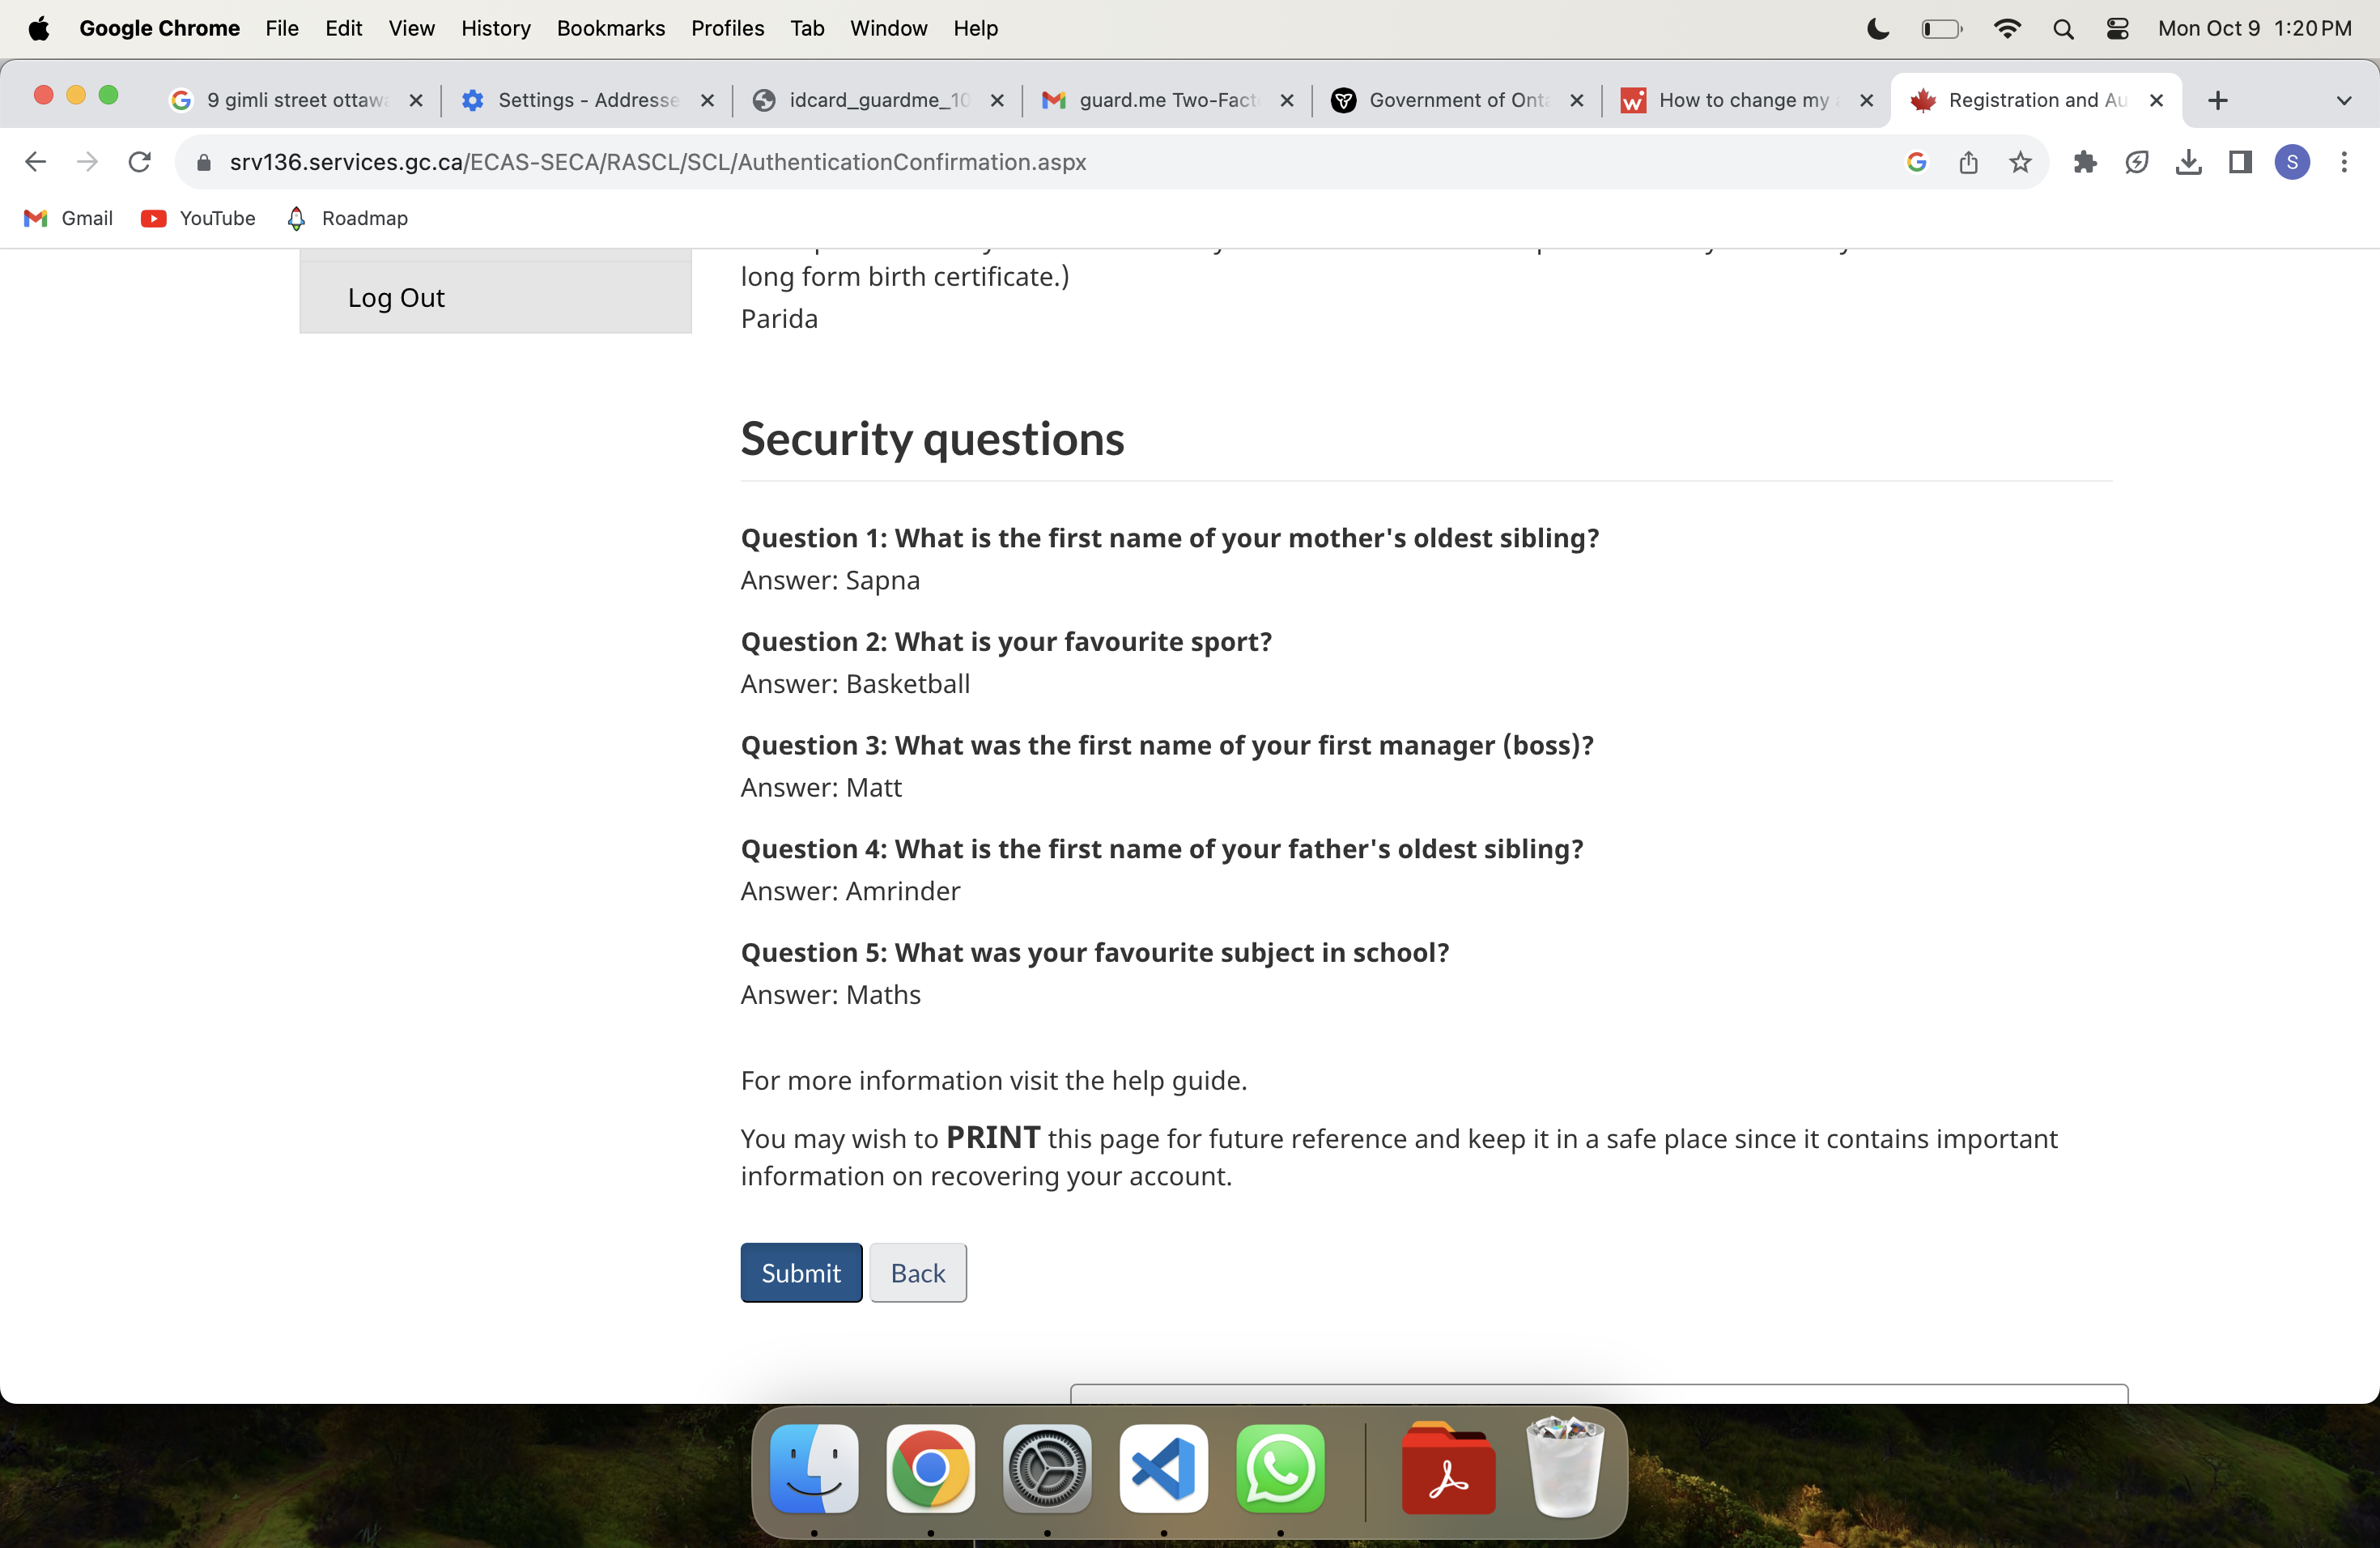 Google Chrome File Edit View History Bookmarks Profiles Tab Window Help Mon Oct 9 1:20 PM
9 gimli street ottaw Settings - Addresse idcard_guardme_10 guard.me Two-Fact Government of Onta How to change my Registration and Au
srv136.services.gc.ca/ECAS-SECA/RASCL/SCL/AuthenticationConfirmation.aspx S
Gmail YouTube Roadmap
Log Out
long form birth certificate.)
Parida
Security questions
Question 1: What is the first name of your mother's oldest sibling?
Answer: Sapna
Question 2: What is your favourite sport?
Answer: Basketball
Question 3: What was the first name of your first manager (boss)?
Answer: Matt
Question 4: What is the first name of your father's oldest sibling?
Answer: Amrinder
Question 5: What was your favourite subject in school?
Answer: Maths
For more information visit the help guide.
You may wish to PRINT this page for future reference and keep it in a safe place since it contains important
information on recovering your account.
Submit Back